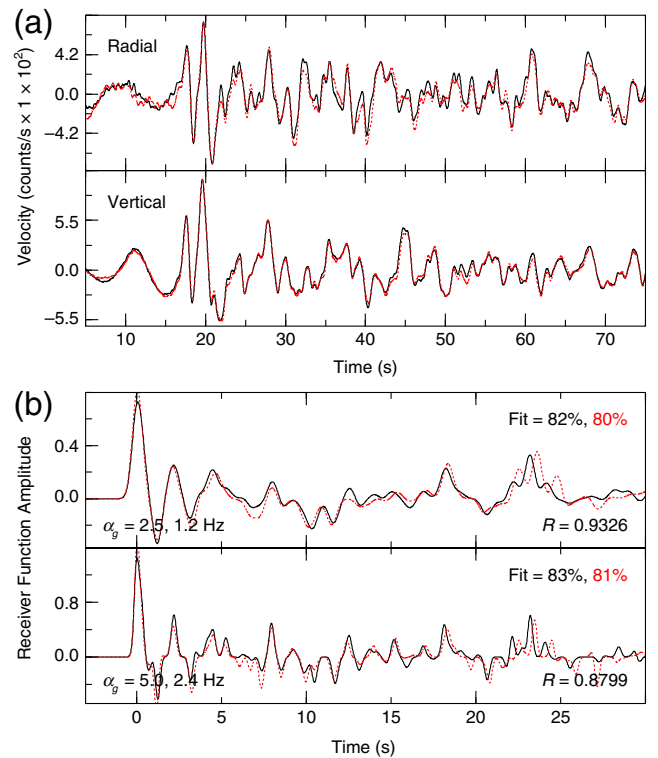 (a)
Radial
4.2
0.0
−4.2
Vertical
5.5
0.0
−5.5
Velocity (counts/s × 1 × 10²)
10 20 30 40 50 60 70
Time (s)
(b)
Fit = 82%, 80%
0.4
0.0
α_g = 2.5, 1.2 Hz
R = 0.9326
Fit = 83%, 81%
0.8
0.0
α_g = 5.0, 2.4 Hz
R = 0.8799
Receiver Function Amplitude
0 5 10 15 20 25
Time (s)